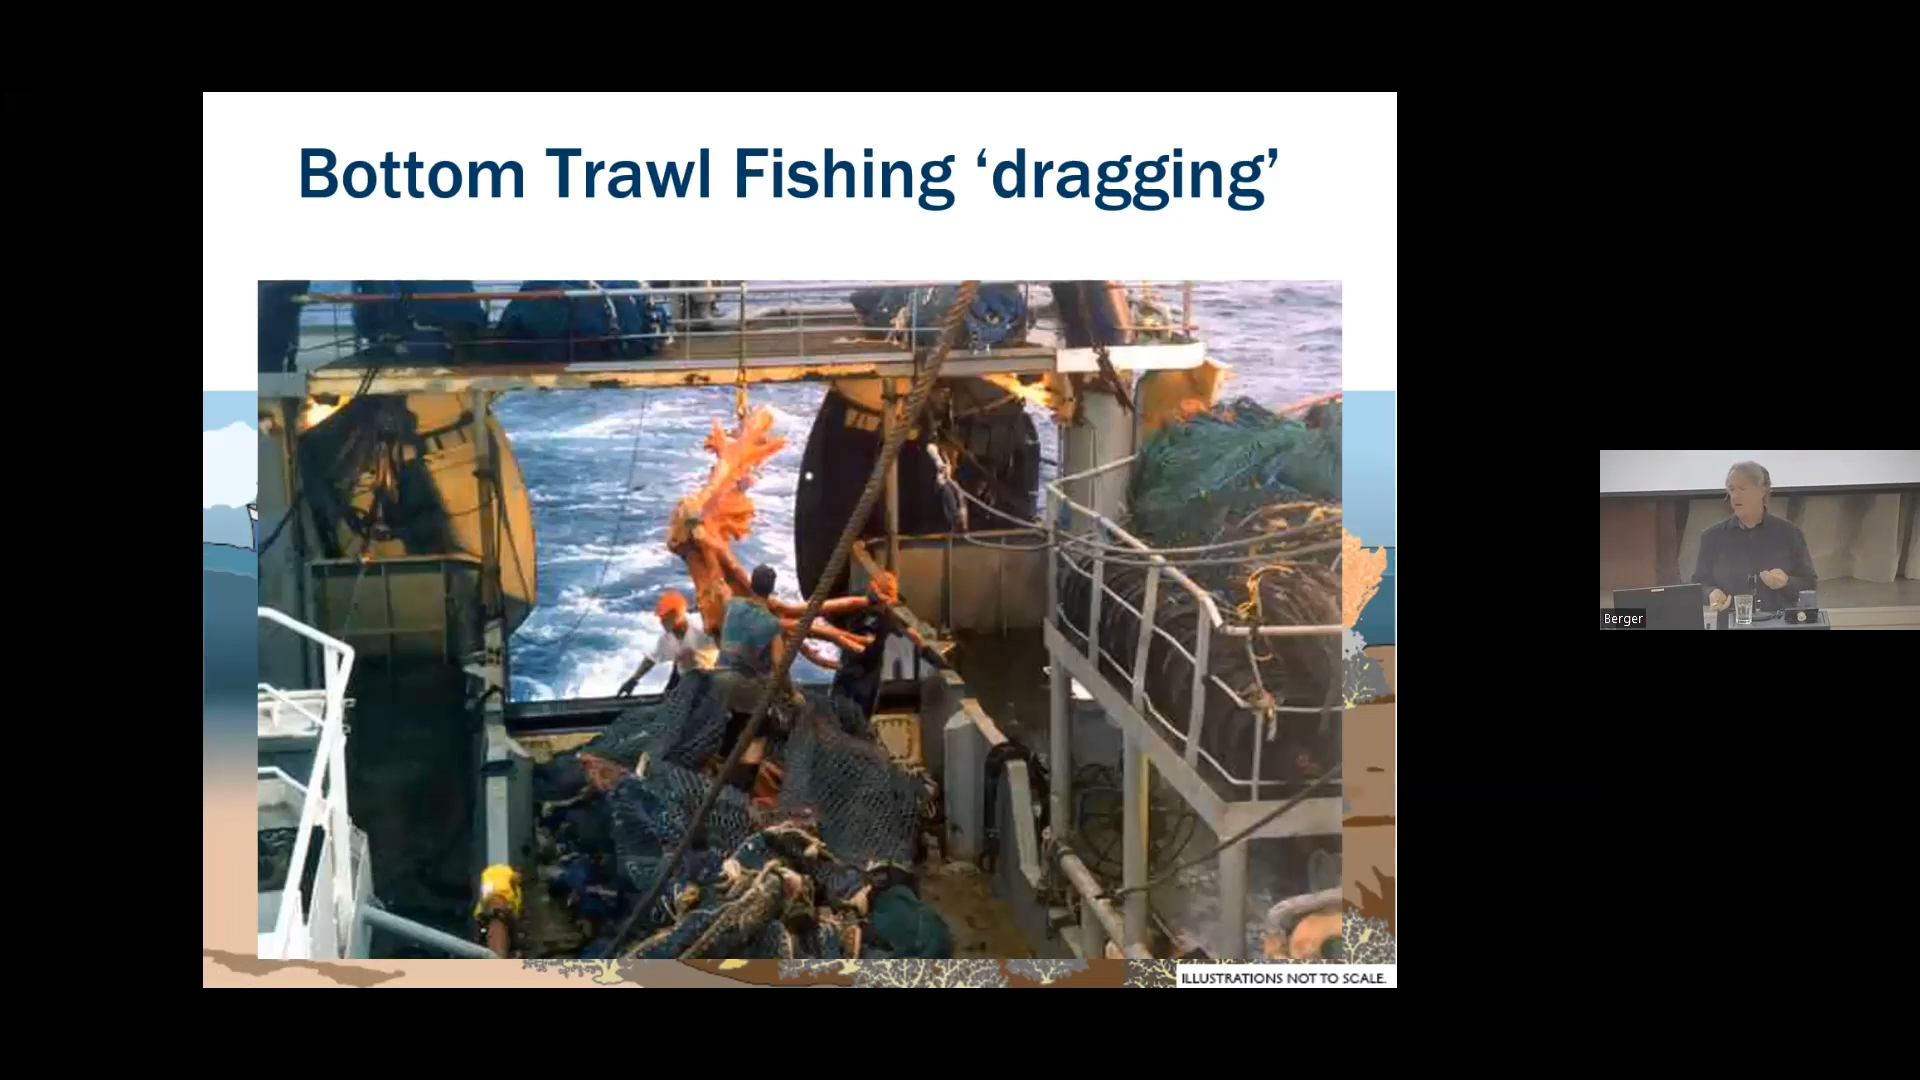 Bottom Trawl Fishing ‘dragging’
Berger
ILLUSTRATIONS NOT TO SCALE.